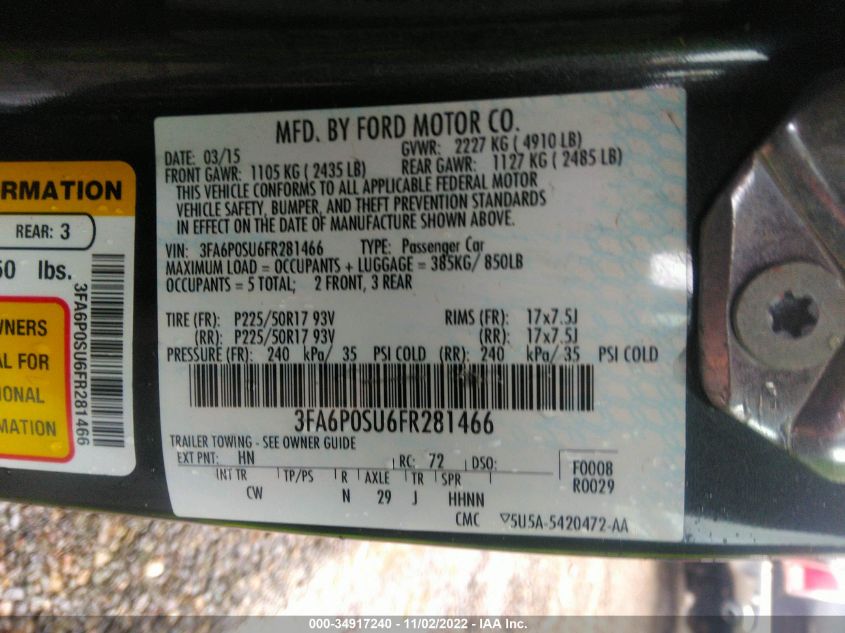 MFD. BY FORD MOTOR CO.
DATE: 03/15 GVWR: 2227 KG ( 4910 LB)
FRONT GAWR: 1105 KG ( 2435 LB) REAR GAWR: 1127 KG ( 2485 LB)
THIS VEHICLE CONFORMS TO ALL APPLICABLE FEDERAL MOTOR
VEHICLE SAFETY, BUMPER, AND THEFT PREVENTION STANDARDS
IN EFFECT ON THE DATE OF MANUFACTURE SHOWN ABOVE.
VIN: 3FA6P0SU6FR281466 TYPE: Passenger Car
MAXIMUM LOAD = OCCUPANTS + LUGGAGE = 385KG/ 850LB
OCCUPANTS = 5 TOTAL; 2 FRONT, 3 REAR
TIRE (FR): P225/50R17 93V RIMS (FR): 17x7.5J
(RR): P225/50R17 93V (RR): 17x7.5J
PRESSURE (FR): 240 kPa/ 35 PSI COLD (RR): 240 kPa/ 35 PSI COLD
3FA6P0SU6FR281466
TRAILER TOWING - SEE OWNER GUIDE
EXT PNT: HN RC: 72 DSO:
F0008
R0029
INT TR TP/PS R AXLE TR SPR
CW N 29 J HHNN
CMC ▽5U5A-5420472-AA
RMATION
REAR: 3
50 lbs.
3FA6P0SU6FR281466
WNERS
AL FOR
IONAL
MATION
000-34917240 - 11/02/2022 - IAA Inc.